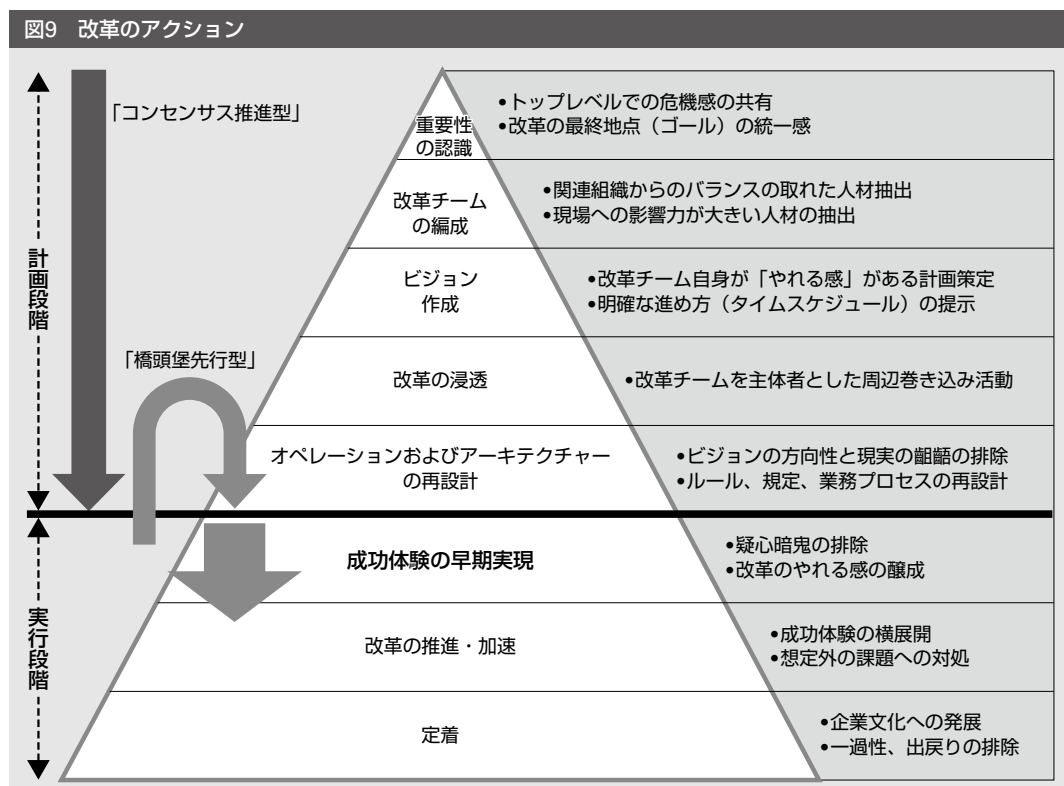 図9 改革のアクション
計画段階
実行段階
「コンセンサス推進型」
「橋頭堡先行型」
重要性
の認識
•トップレベルでの危機感の共有
•改革の最終地点（ゴール）の統一感
改革チーム
の編成
•関連組織からのバランスの取れた人材抽出
•現場への影響力が大きい人材の抽出
ビジョン
作成
•改革チーム自身が「やれる感」がある計画策定
•明確な進め方（タイムスケジュール）の提示
改革の浸透
•改革チームを主体者とした周辺巻き込み活動
オペレーションおよびアーキテクチャー
の再設計
•ビジョンの方向性と現実の齟齬の排除
•ルール、規定、業務プロセスの再設計
成功体験の早期実現
•疑心暗鬼の排除
•改革のやれる感の醸成
改革の推進・加速
•成功体験の横展開
•想定外の課題への対処
定着
•企業文化への発展
•一過性、出戻りの排除